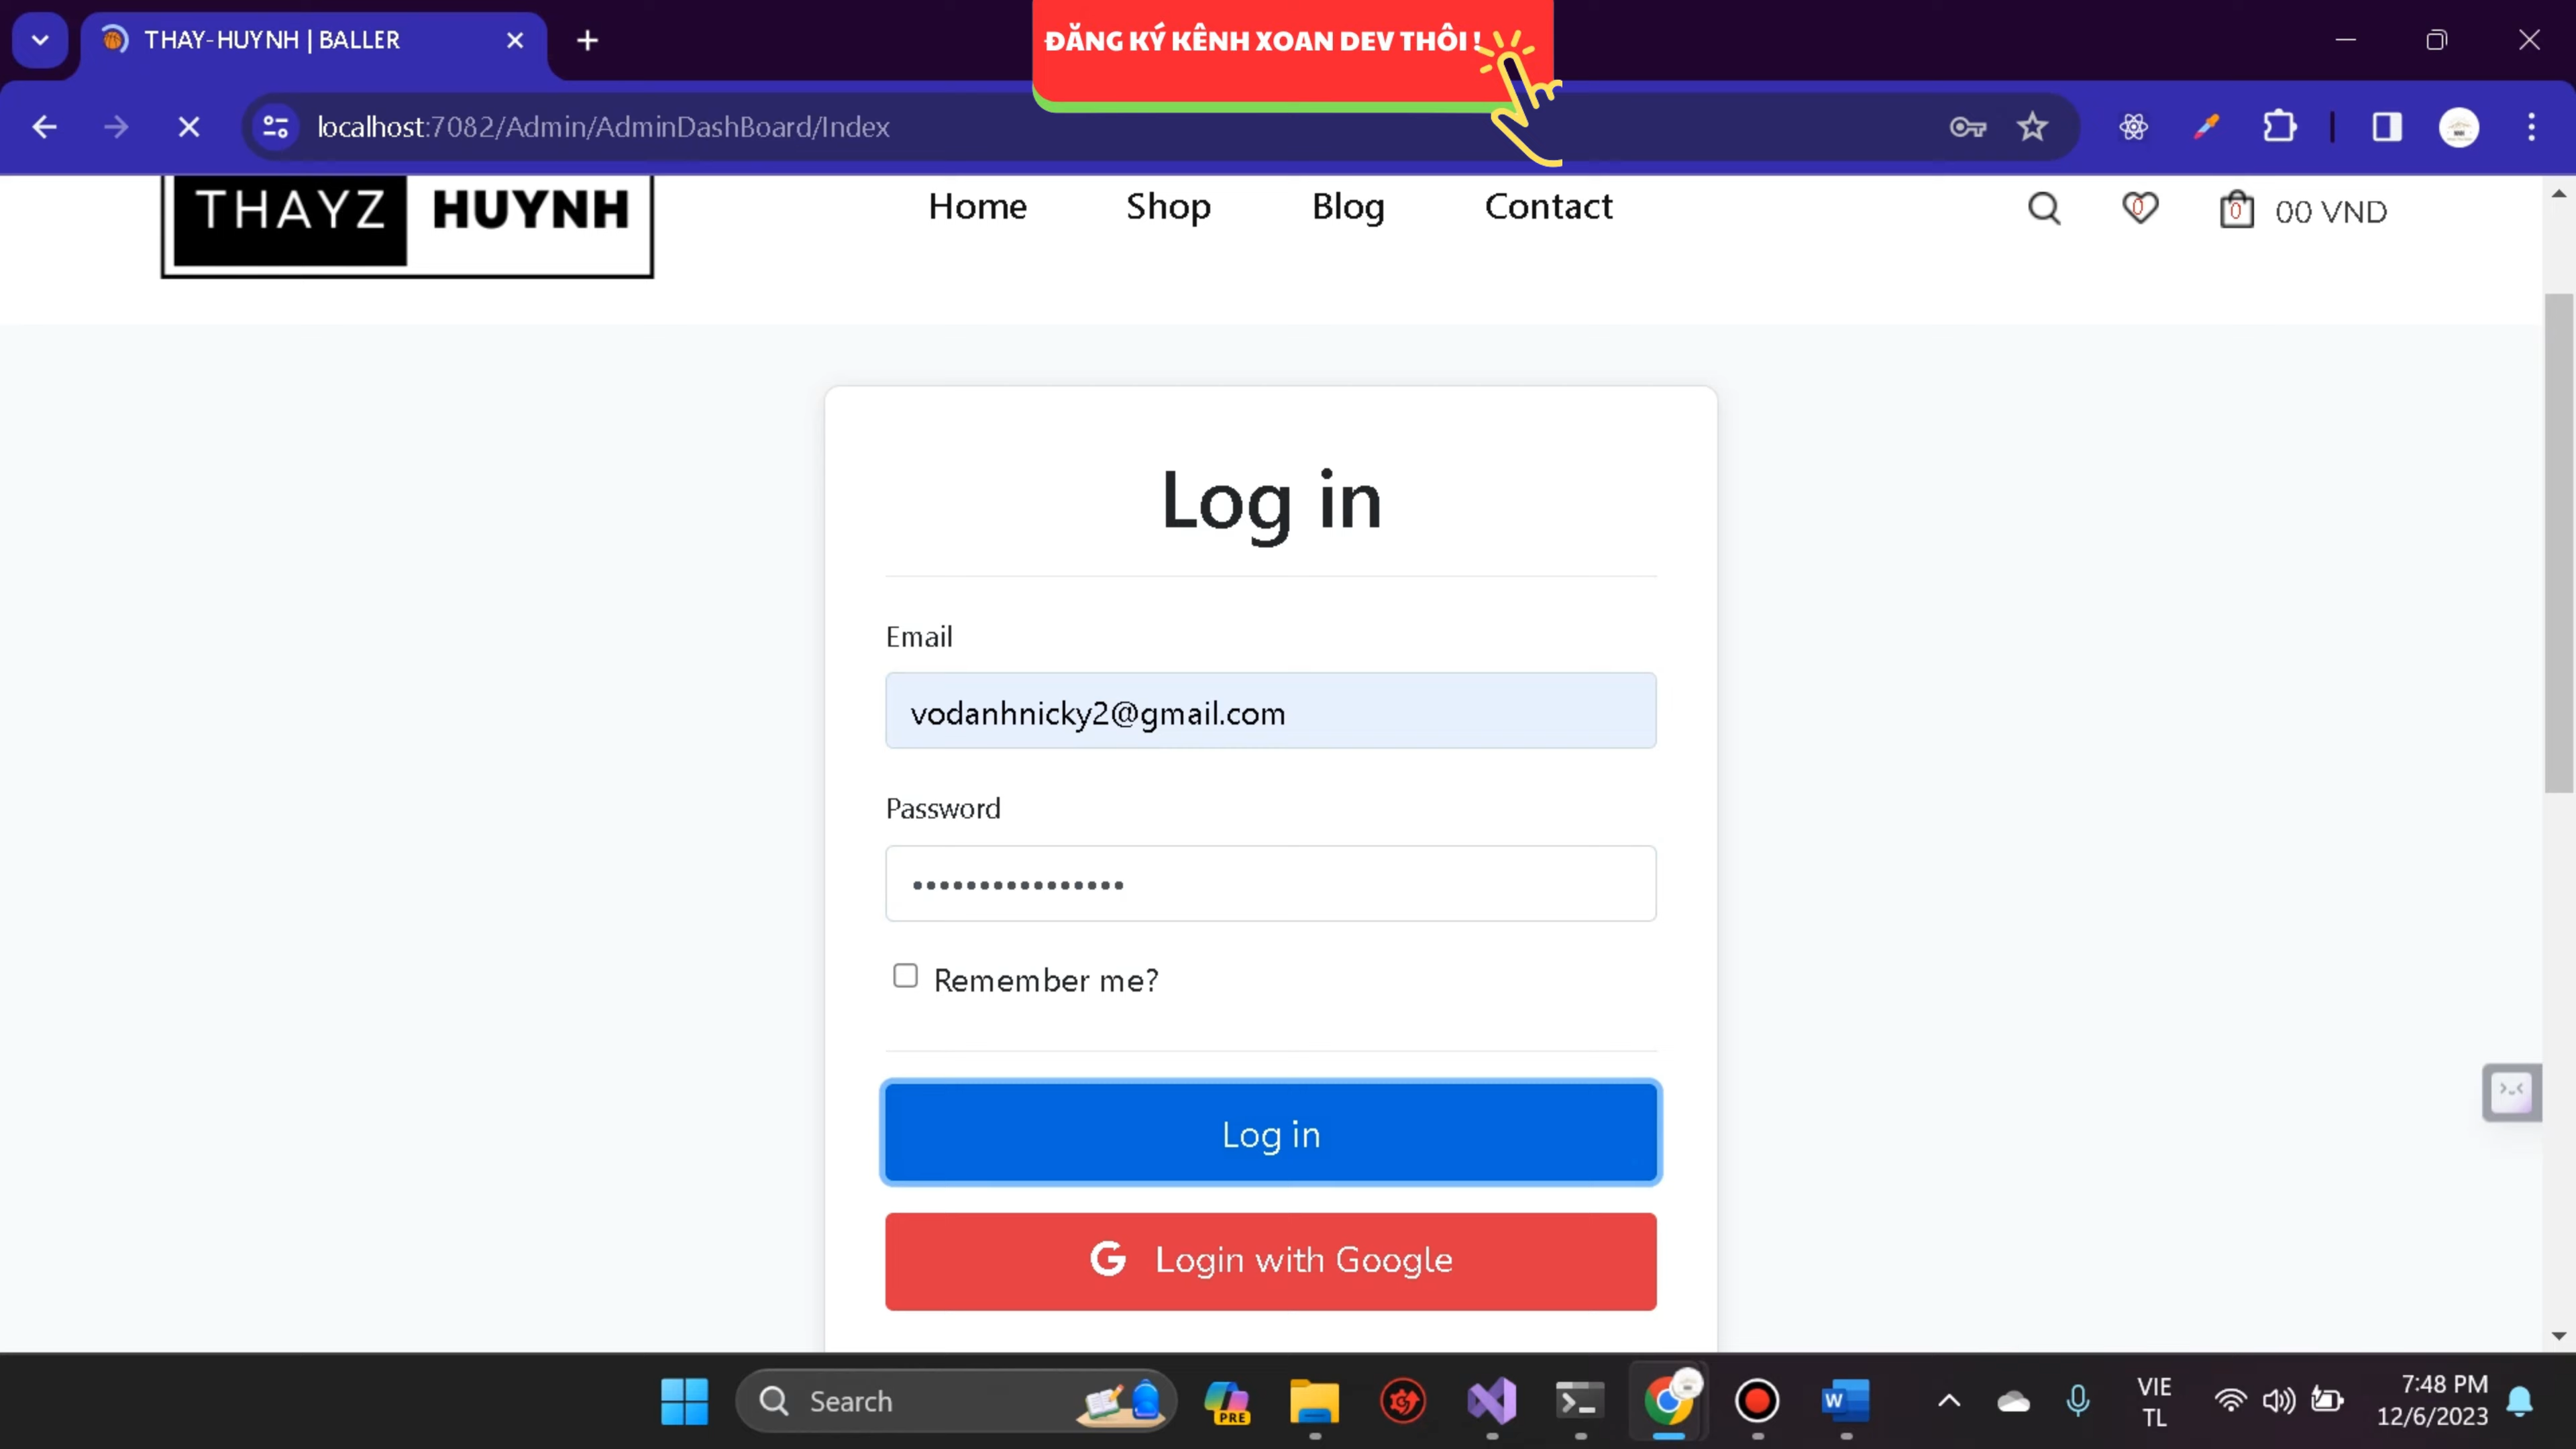 THAY-HUYNH | BALLER
ĐĂNG KÝ KÊNH XOAN DEV THÔI !
localhost:7082/Admin/AdminDashBoard/Index
THAYZ HUYNH
Home
Shop
Blog
Contact
0
0
00 VND
Log in
Email
vodanhnicky2@gmail.com
Password
Remember me?
Log in
G Login with Google
Search
PRE
W
VIE
TL
7:48 PM
12/6/2023